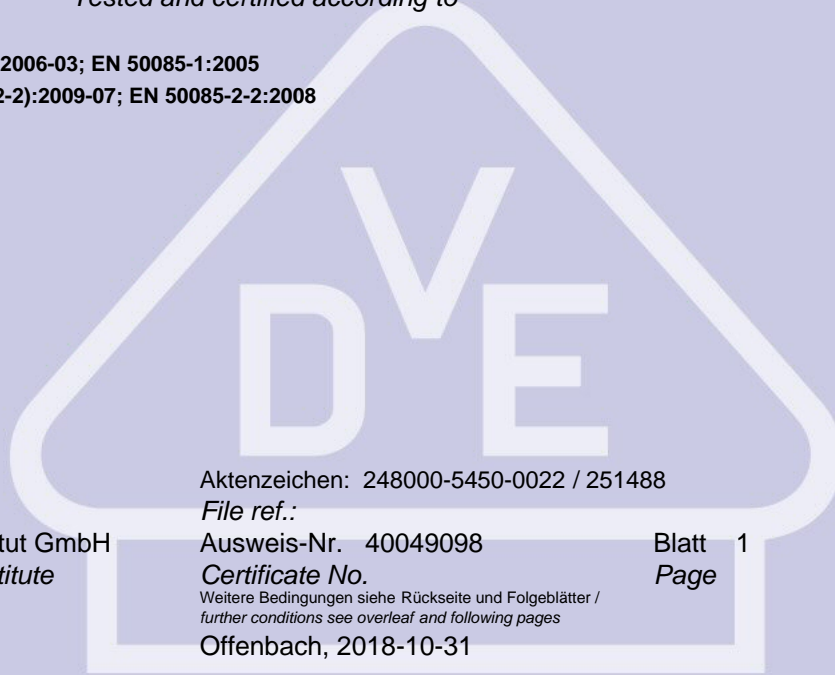 Tested and certified according to
2006-03; EN 50085-1:2005
2-2):2009-07; EN 50085-2-2:2008
VDE
Aktenzeichen: 248000-5450-0022 / 251488
File ref.:
tut GmbH Ausweis-Nr. 40049098 Blatt 1
titute Certificate No. Page
Weitere Bedingungen siehe Rückseite und Folgeblätter /
further conditions see overleaf and following pages
Offenbach, 2018-10-31